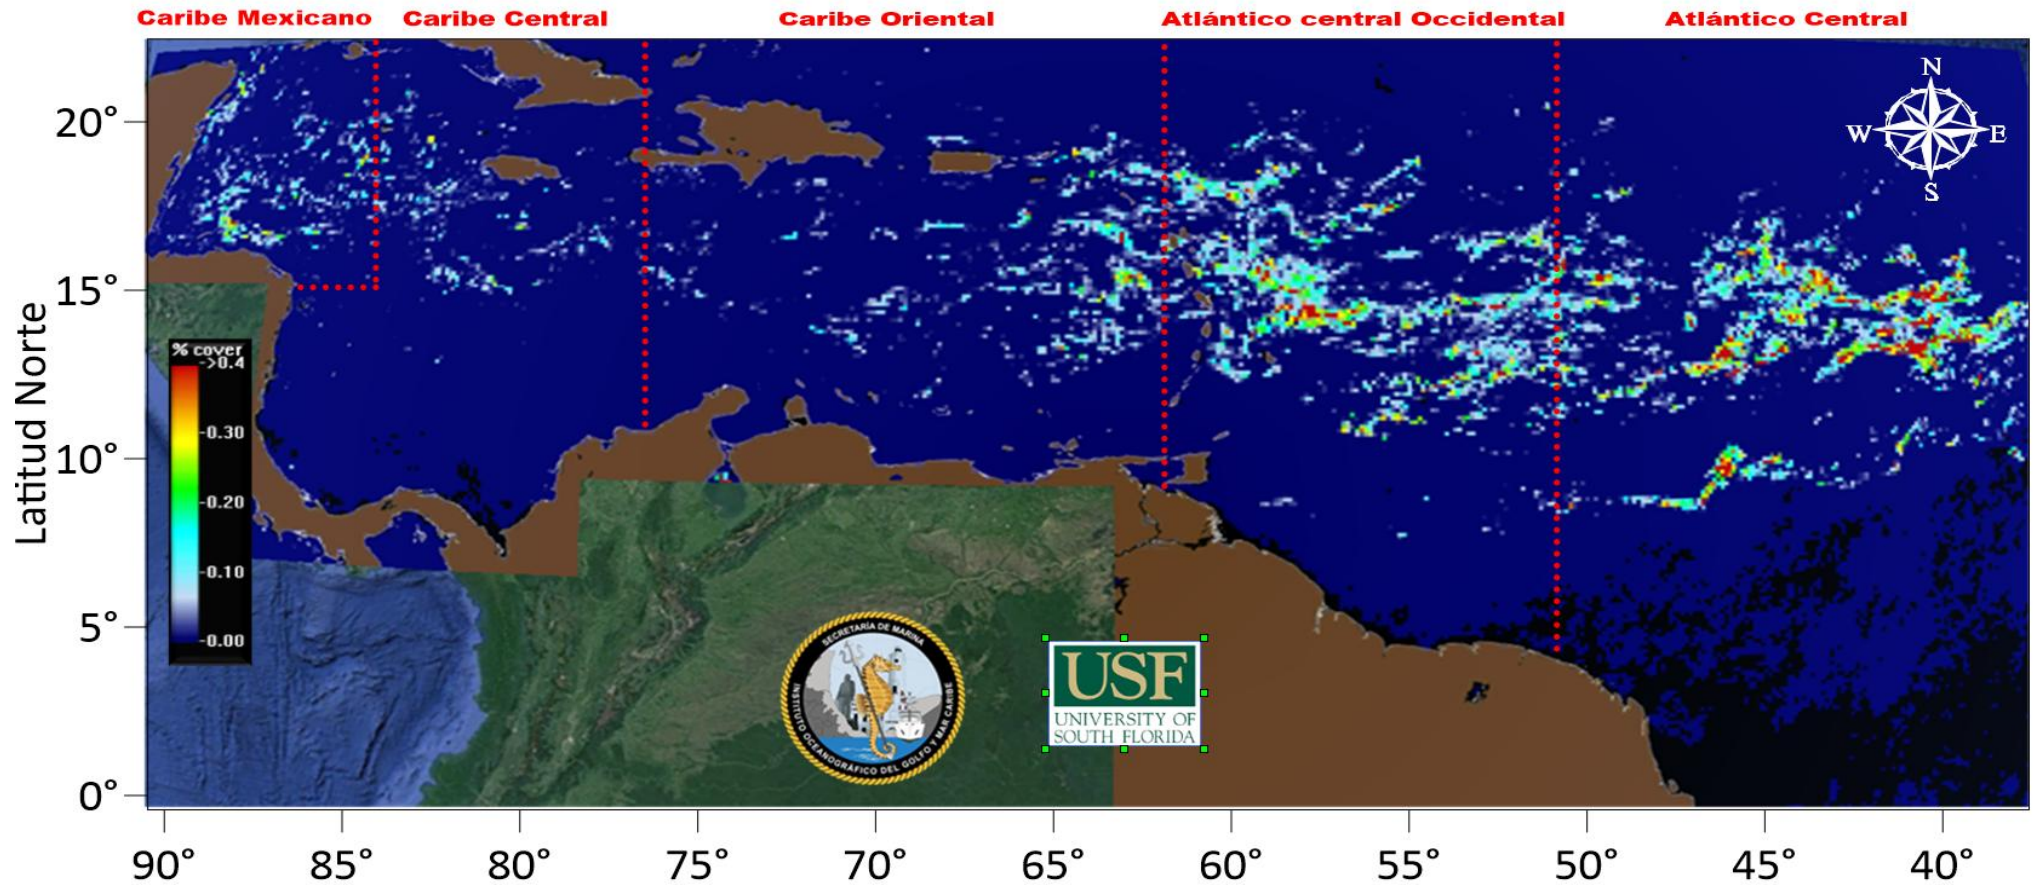 Caribe Mexicano Caribe Central Caribe Oriental Atlántico central Occidental Atlántico Central
N
W E
S
20°
15°
10°
5°
0°
Latitud Norte
% cover
->0.4
-0.30
-0.20
-0.10
-0.00
SECRETARÍA DE MARINA
INSTITUTO OCEANOGRÁFICO DEL GOLFO Y MAR CARIBE
USF
UNIVERSITY OF
SOUTH FLORIDA
90° 85° 80° 75° 70° 65° 60° 55° 50° 45° 40°